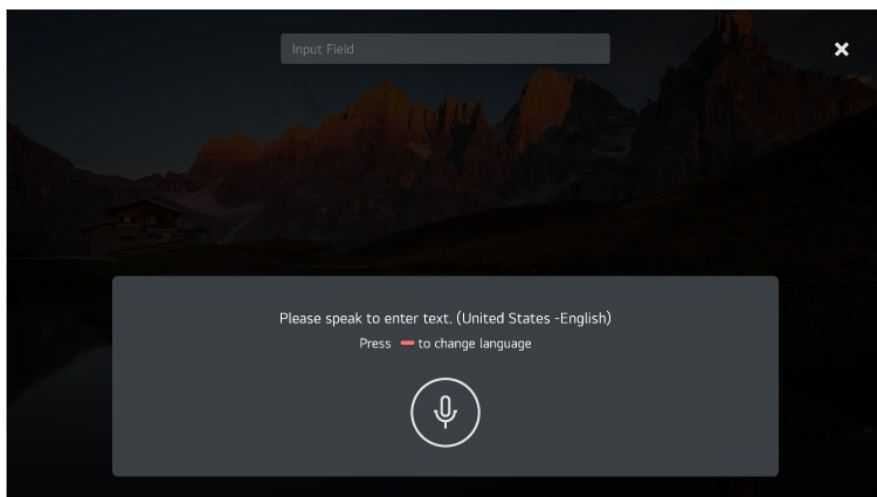 Input Field
Please speak to enter text. (United States -English)
Press to change language